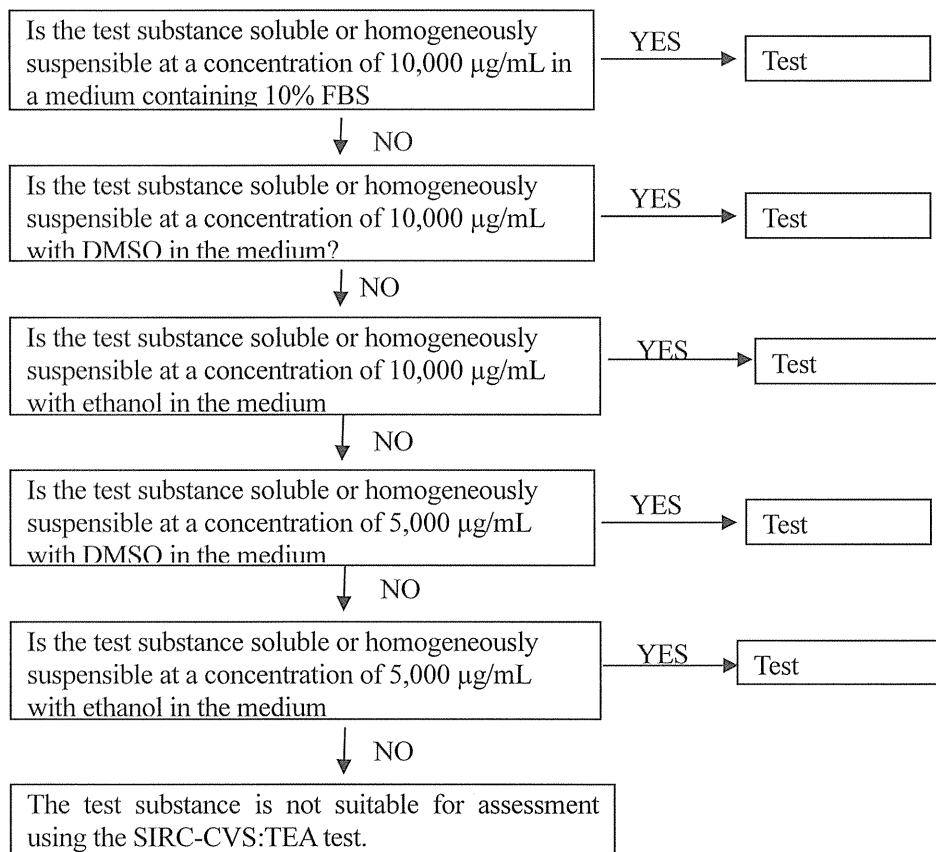 Is the test substance soluble or homogeneously
suspensible at a concentration of 10,000 µg/mL in
a medium containing 10% FBS
YES
Test
NO
Is the test substance soluble or homogeneously
suspensible at a concentration of 10,000 µg/mL
with DMSO in the medium?
YES
Test
NO
Is the test substance soluble or homogeneously
suspensible at a concentration of 10,000 µg/mL
with ethanol in the medium
YES
Test
NO
Is the test substance soluble or homogeneously
suspensible at a concentration of 5,000 µg/mL
with DMSO in the medium
YES
Test
NO
Is the test substance soluble or homogeneously
suspensible at a concentration of 5,000 µg/mL
with ethanol in the medium
YES
Test
NO
The test substance is not suitable for assessment
using the SIRC-CVS:TEA test.